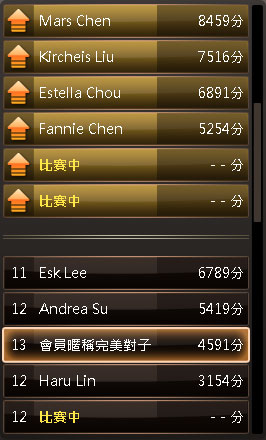 Mars Chen 8459分
Kircheis Liu 7516分
Estella Chou 6891分
Fannie Chen 5254分
比賽中 - - 分
比賽中 - - 分
11 Esk Lee 6789分
12 Andrea Su 5419分
13 會員暱稱完美對子 4591分
12 Haru Lin 3154分
12 比賽中 - - 分